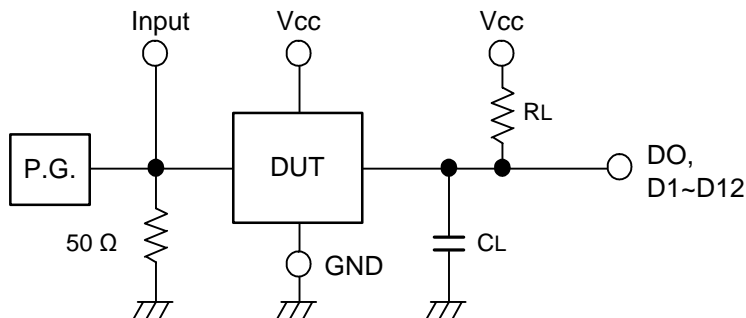 Input
Vcc
Vcc
RL
P.G.
DUT
DO,
D1~D12
50 Ω
GND
CL